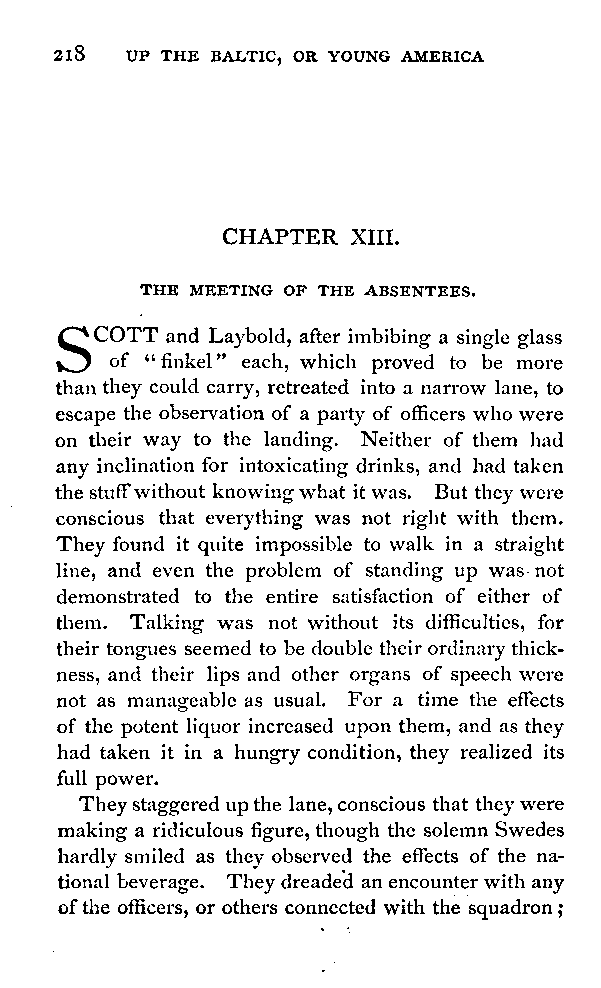 218 UP THE BALTIC, OR YOUNG AMERICA
CHAPTER XIII.
THE MEETING OF THE ABSENTEES.
SCOTT and Laybold, after imbibing a single glass
of “finkel” each, which proved to be more
than they could carry, retreated into a narrow lane, to
escape the observation of a party of officers who were
on their way to the landing. Neither of them had
any inclination for intoxicating drinks, and had taken
the stuff without knowing what it was. But they were
conscious that everything was not right with them.
They found it quite impossible to walk in a straight
line, and even the problem of standing up was not
demonstrated to the entire satisfaction of either of
them. Talking was not without its difficulties, for
their tongues seemed to be double their ordinary thick-
ness, and their lips and other organs of speech were
not as manageable as usual. For a time the effects
of the potent liquor increased upon them, and as they
had taken it in a hungry condition, they realized its
full power.
They staggered up the lane, conscious that they were
making a ridiculous figure, though the solemn Swedes
hardly smiled as they observed the effects of the na-
tional beverage. They dreaded an encounter with any
of the officers, or others connected with the squadron;